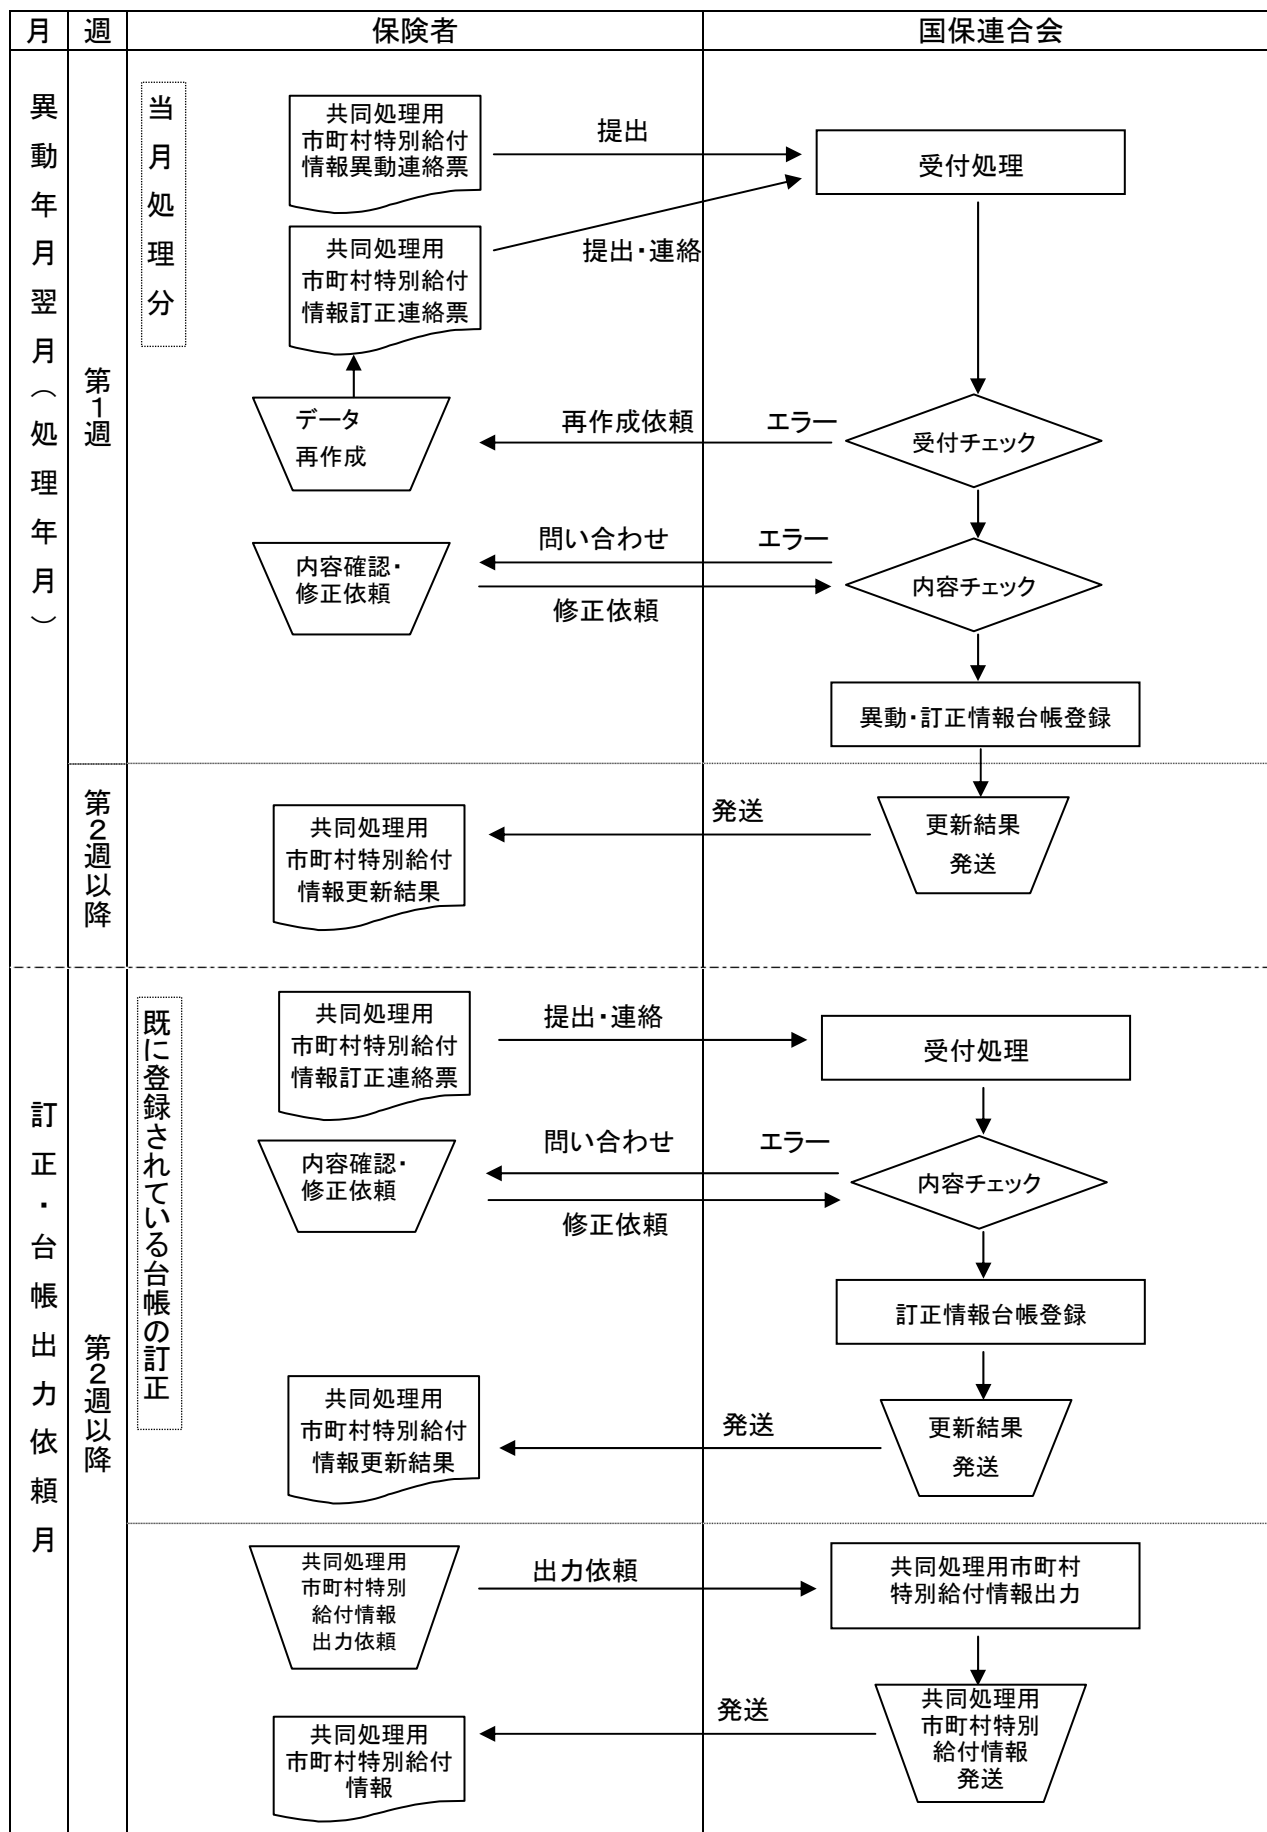 月 週 保険者 国保連合会
異動年月翌月（処理年月）
第1週
当月処理分
共同処理用
市町村特別給付
情報異動連絡票
提出
受付処理
共同処理用
市町村特別給付
情報訂正連絡票
提出・連絡
データ
再作成
再作成依頼 エラー
受付チェック
内容確認・
修正依頼
問い合わせ エラー
修正依頼
内容チェック
異動・訂正情報台帳登録
第2週以降
共同処理用
市町村特別給付
情報更新結果
発送
更新結果
発送
訂正・台帳出力依頼月
第2週以降
既に登録されている台帳の訂正
共同処理用
市町村特別給付
情報訂正連絡票
提出・連絡
受付処理
内容確認・
修正依頼
問い合わせ エラー
修正依頼
内容チェック
訂正情報台帳登録
共同処理用
市町村特別給付
情報更新結果
発送
更新結果
発送
共同処理用
市町村特別
給付情報
出力依頼
出力依頼
共同処理用市町村
特別給付情報出力
共同処理用
市町村特別給付
情報
発送
共同処理用
市町村特別
給付情報
発送